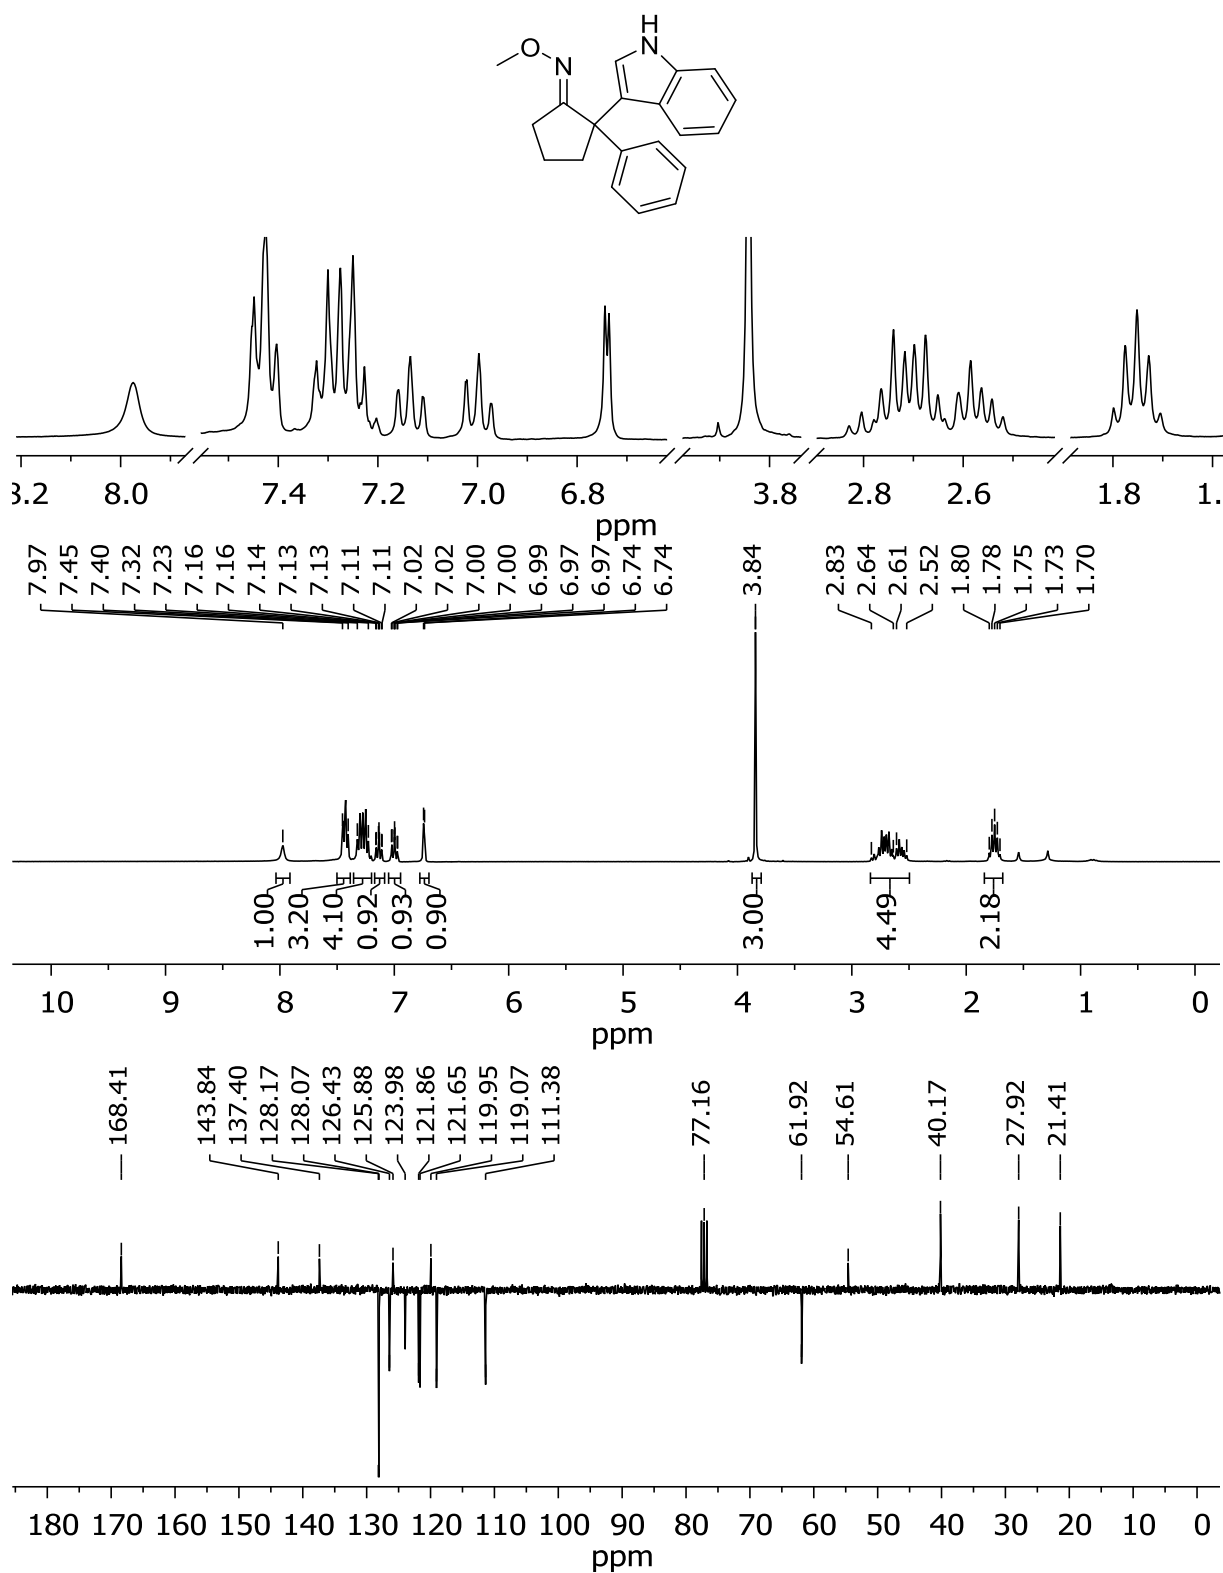 H
N
O
N
3.2 8.0 7.4 7.2 7.0 6.8 3.8 2.8 2.6 1.8 1.
ppm
7.97 7.45 7.40 7.32 7.23 7.16 7.16 7.14 7.13 7.13 7.11 7.11 7.02 7.02 7.00 7.00 6.99 6.97 6.97 6.74 6.74 3.84 2.83 2.64 2.61 2.52 1.80 1.78 1.75 1.73 1.70
1.00 3.20 4.10 0.92 0.93 0.90 3.00 4.49 2.18
10 9 8 7 6 5 4 3 2 1 0
ppm
168.41 143.84 137.40 128.17 128.07 126.43 125.88 123.98 121.86 121.65 119.95 119.07 111.38 77.16 61.92 54.61 40.17 27.92 21.41
180 170 160 150 140 130 120 110 100 90 80 70 60 50 40 30 20 10 0
ppm